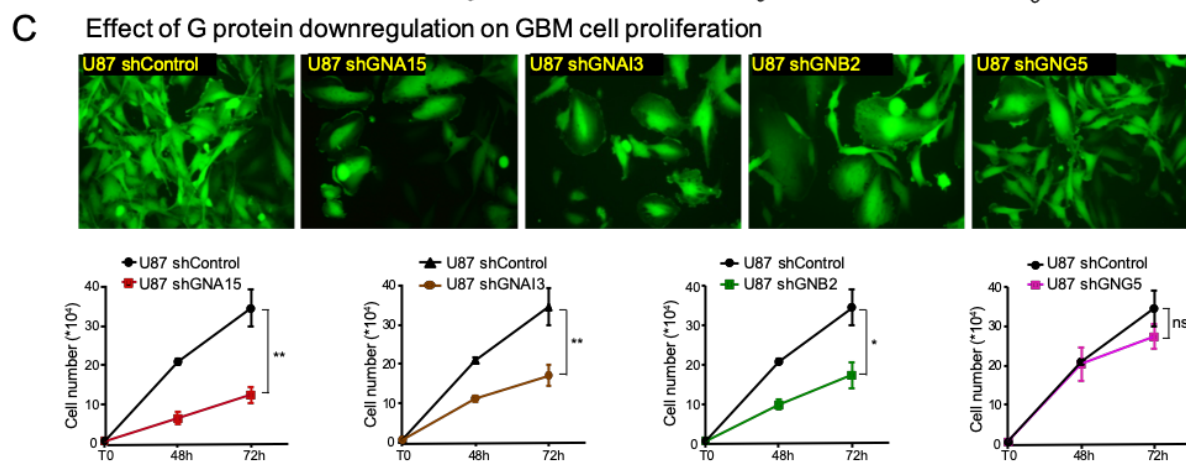 C Effect of G protein downregulation on GBM cell proliferation
U87 shControl
U87 shGNA15
U87 shGNAI3
U87 shGNB2
U87 shGNG5
U87 shControl
U87 shGNA15
Cell number (*10⁴)
40
30
20
10
0
T0 48h 72h
**
U87 shControl
U87 shGNAI3
Cell number (*10⁴)
40
30
20
10
0
T0 48h 72h
**
U87 shControl
U87 shGNB2
Cell number (*10⁴)
40
30
20
10
0
T0 48h 72h
*
U87 shControl
U87 shGNG5
Cell number (*10⁴)
40
30
20
10
0
T0 48h 72h
ns